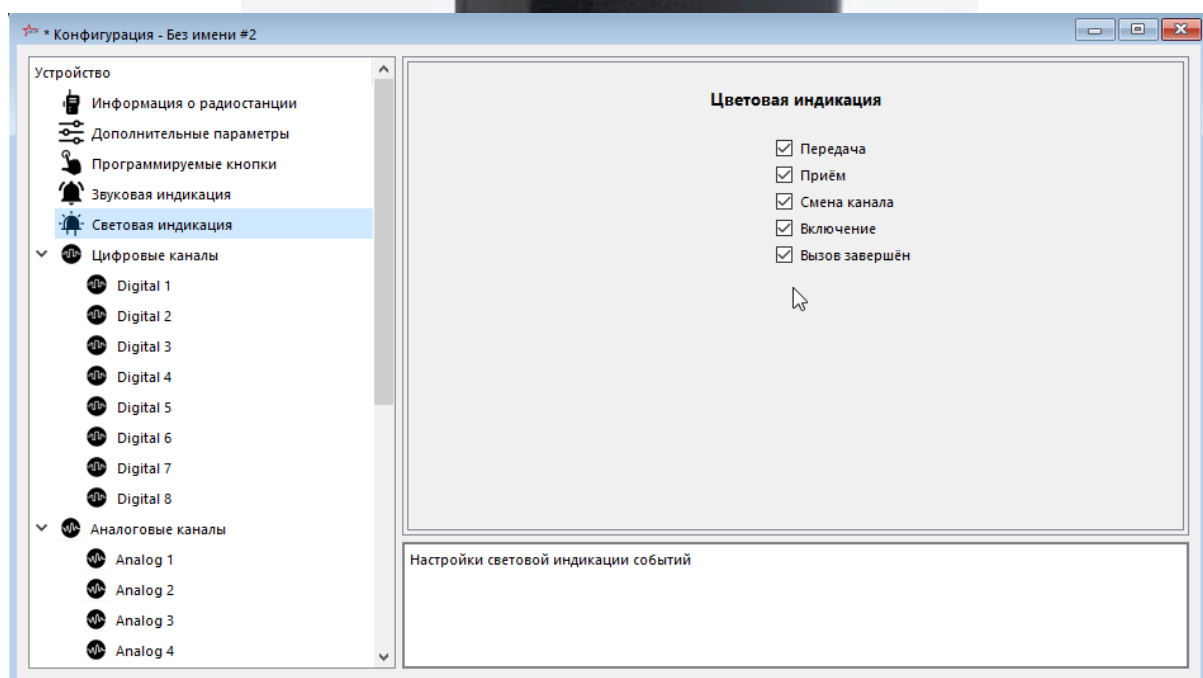 * Конфигурация - Без имени #2
Устройство
Информация о радиостанции
Дополнительные параметры
Программируемые кнопки
Звуковая индикация
Световая индикация
Цифровые каналы
Digital 1
Digital 2
Digital 3
Digital 4
Digital 5
Digital 6
Digital 7
Digital 8
Аналоговые каналы
Analog 1
Analog 2
Analog 3
Analog 4
Цветовая индикация
Передача
Приём
Смена канала
Включение
Вызов завершён
Настройки световой индикации событий